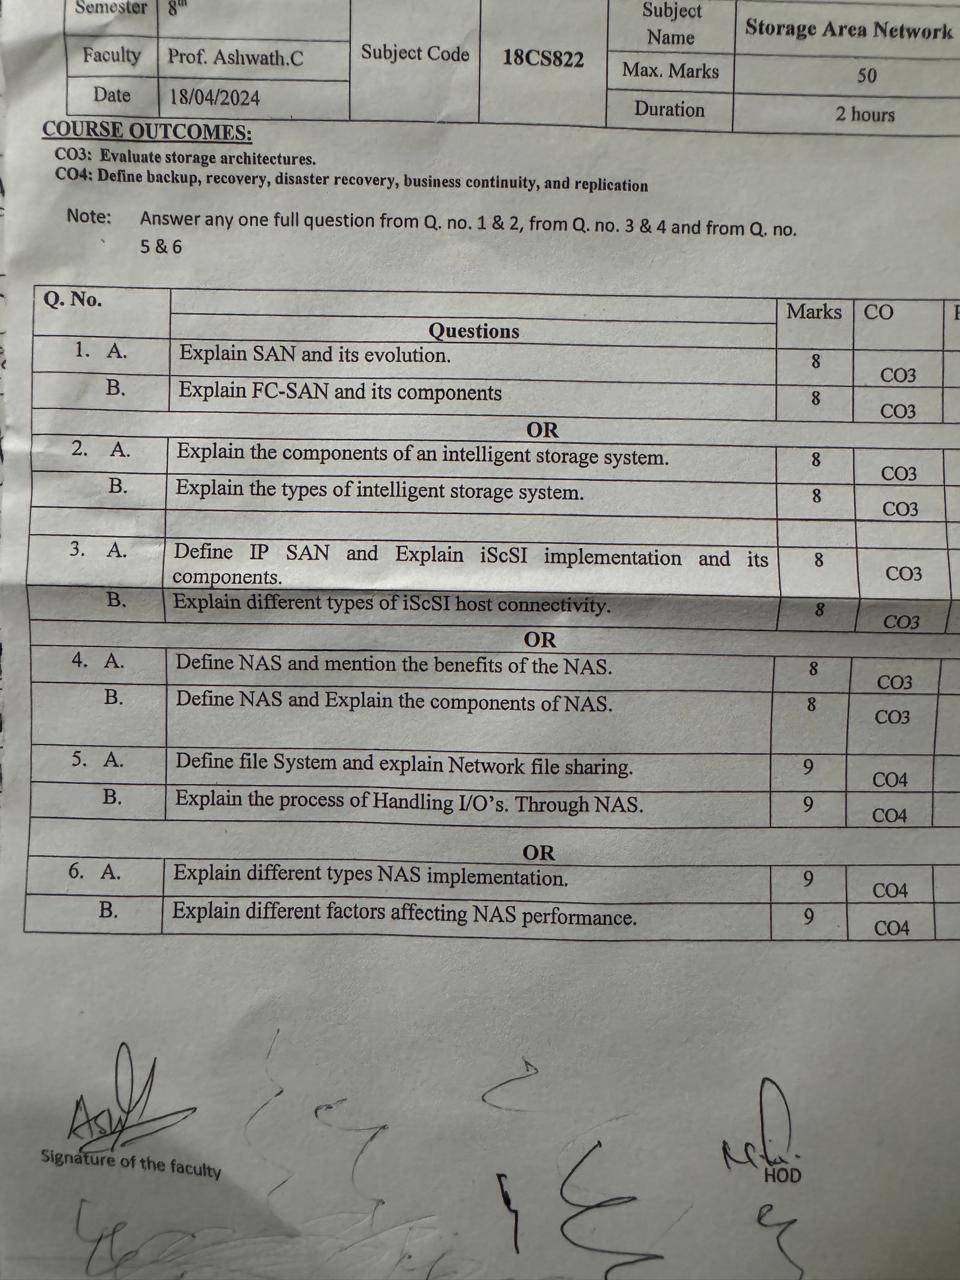 Semester 8th
Subject Name Storage Area Network
Faculty Prof. Ashwath.C Subject Code 18CS822 Max. Marks 50
Date 18/04/2024 Duration 2 hours
COURSE OUTCOMES:
CO3: Evaluate storage architectures.
CO4: Define backup, recovery, disaster recovery, business continuity, and replication
Note: Answer any one full question from Q. no. 1 & 2, from Q. no. 3 & 4 and from Q. no.
5 & 6
Q. No. Questions Marks CO
1. A. Explain SAN and its evolution. 8 CO3
B. Explain FC-SAN and its components 8 CO3
OR
2. A. Explain the components of an intelligent storage system. 8 CO3
B. Explain the types of intelligent storage system. 8 CO3
3. A. Define IP SAN and Explain iScSI implementation and its 8 CO3
components.
B. Explain different types of iScSI host connectivity. 8 CO3
OR
4. A. Define NAS and mention the benefits of the NAS. 8 CO3
B. Define NAS and Explain the components of NAS. 8 CO3
5. A. Define file System and explain Network file sharing. 9 CO4
B. Explain the process of Handling I/O's. Through NAS. 9 CO4
OR
6. A. Explain different types NAS implementation. 9 CO4
B. Explain different factors affecting NAS performance. 9 CO4
Signature of the faculty
HOD